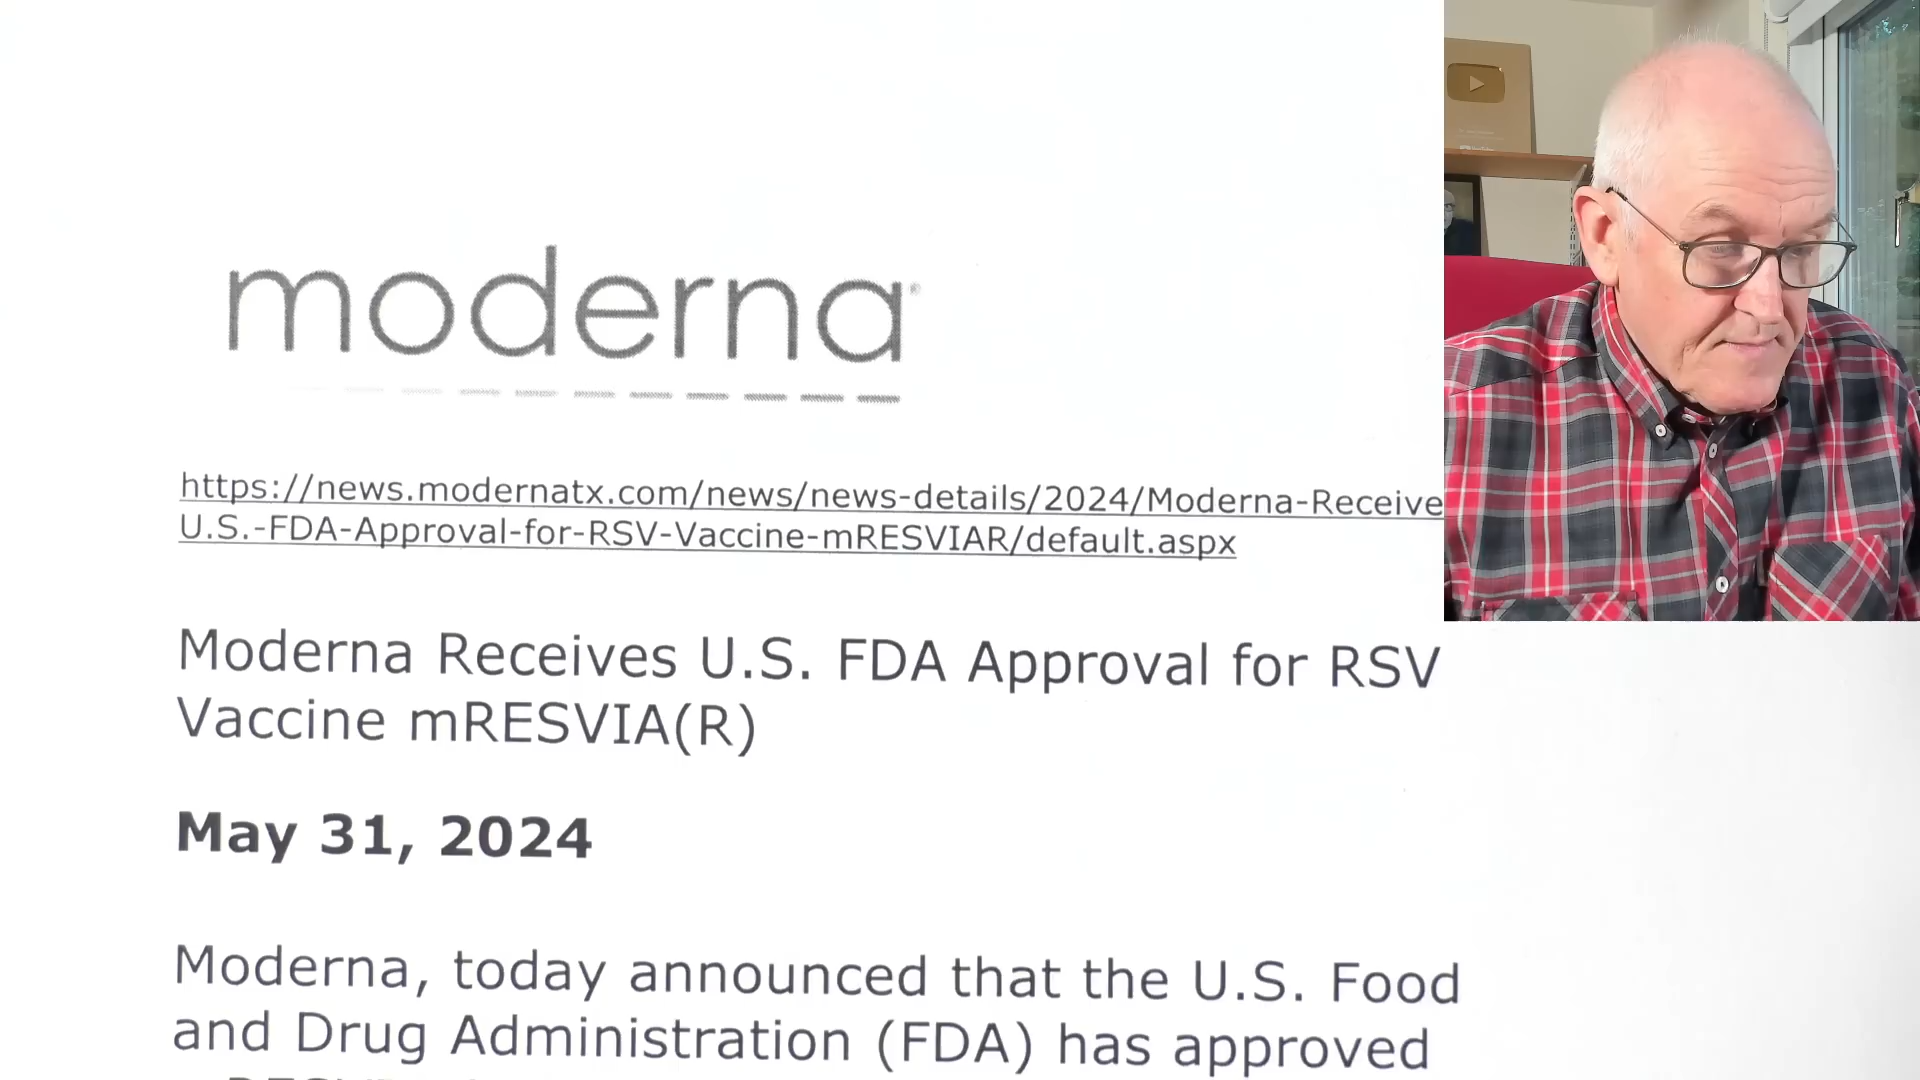 moderna
https://news.modernatx.com/news/news-details/2024/Moderna-Receive
U.S.-FDA-Approval-for-RSV-Vaccine-mRESVIAR/default.aspx
Moderna Receives U.S. FDA Approval for RSV
Vaccine mRESVIA(R)
May 31, 2024
Moderna, today announced that the U.S. Food
and Drug Administration (FDA) has approved